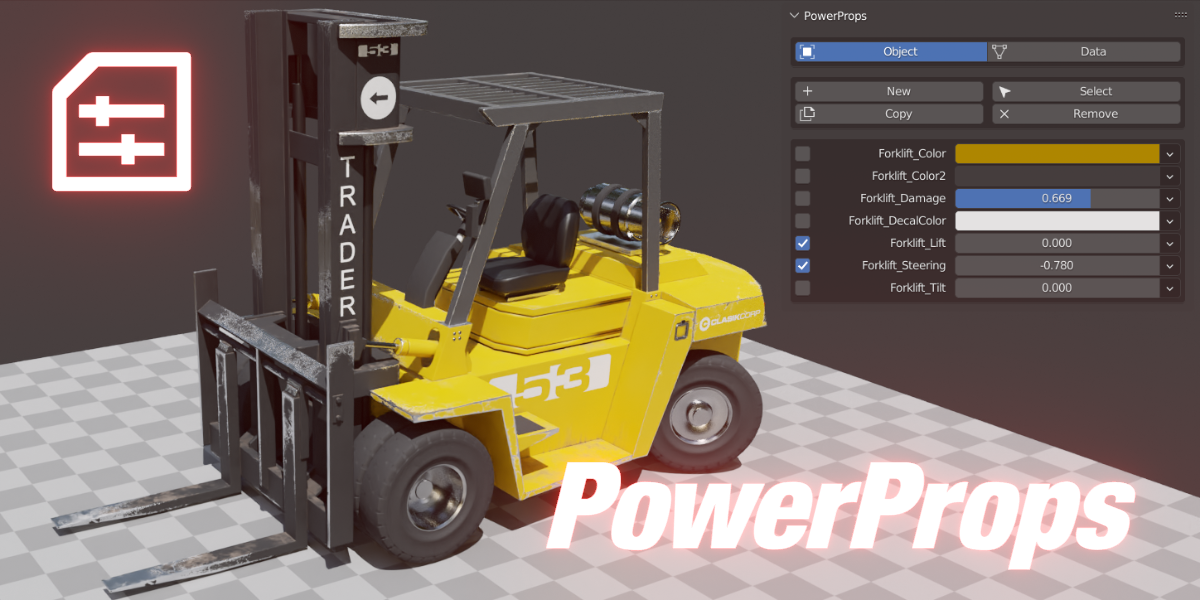 PowerProps
Object
Data
New
Select
Copy
Remove
Forklift_Color
Forklift_Color2
Forklift_Damage 0.669
Forklift_DecalColor
Forklift_Lift 0.000
Forklift_Steering -0.780
Forklift_Tilt 0.000
53
TRADER
53
CLASKCORP
PowerProps